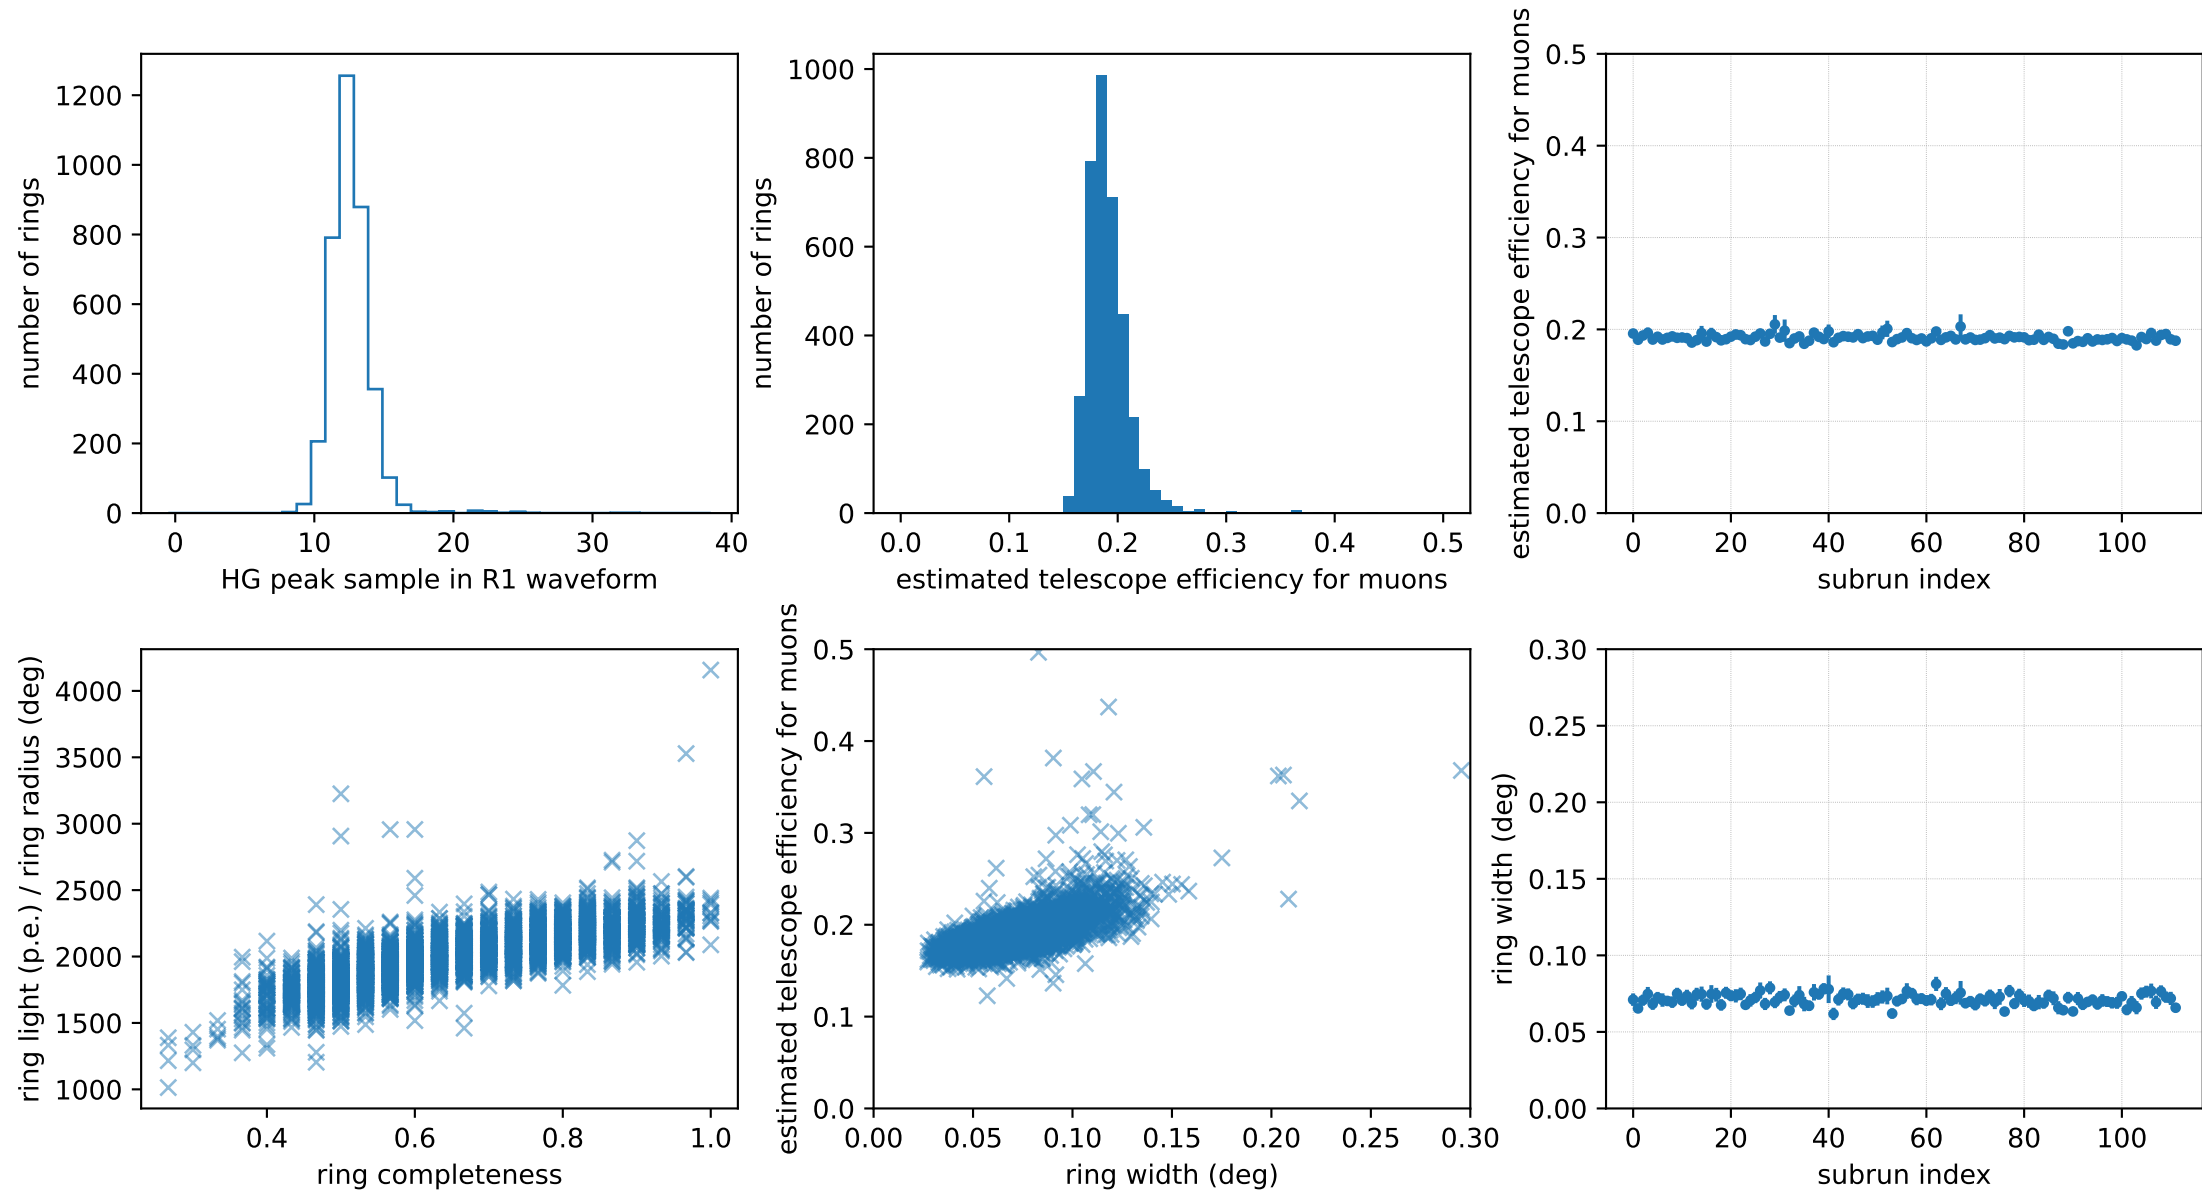 number of rings
1200
1000
800
600
400
200
0
0 10 20 30 40
HG peak sample in R1 waveform
number of rings
1000
800
600
400
200
0
0.0 0.1 0.2 0.3 0.4 0.5
estimated telescope efficiency for muons
estimated telescope efficiency for muons
0.5
0.4
0.3
0.2
0.1
0.0
0 20 40 60 80 100
subrun index
ring light (p.e.) / ring radius (deg)
4000
3500
3000
2500
2000
1500
1000
0.4 0.6 0.8 1.0
ring completeness
estimated telescope efficiency for muons
0.5
0.4
0.3
0.2
0.1
0.0
0.00 0.05 0.10 0.15 0.20 0.25 0.30
ring width (deg)
ring width (deg)
0.30
0.25
0.20
0.15
0.10
0.05
0.00
0 20 40 60 80 100
subrun index